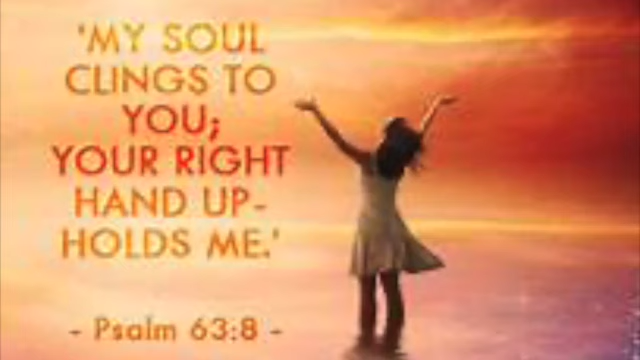 'MY SOUL
CLINGS TO
YOU;
YOUR RIGHT
HAND UP-
HOLDS ME.'
- Psalm 63:8 -